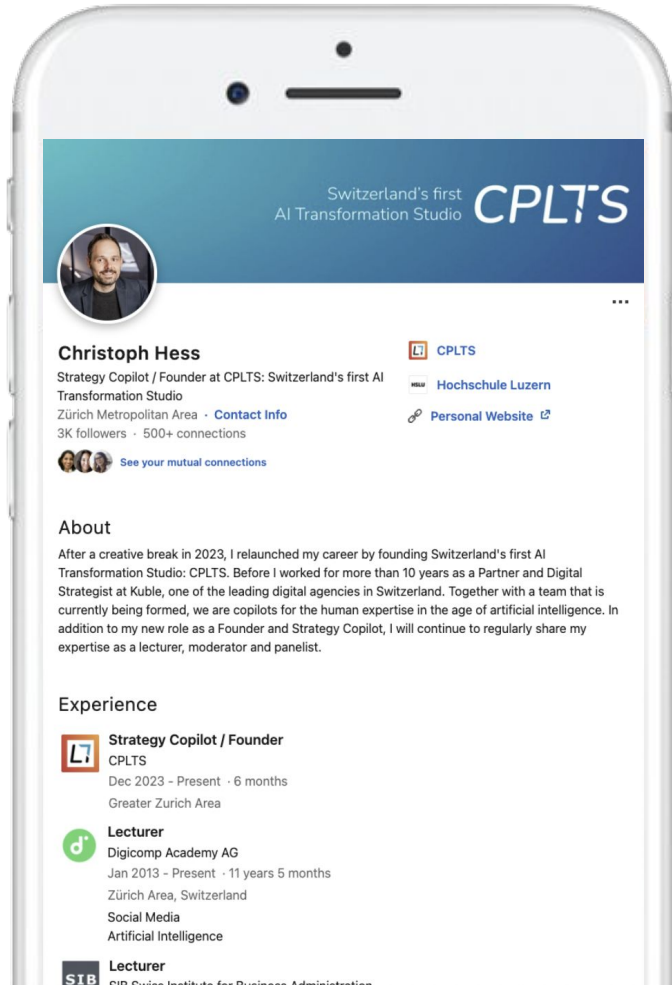 Switzerland's first
AI Transformation Studio
CPLTS
Christoph Hess
Strategy Copilot / Founder at CPLTS: Switzerland's first AI
Transformation Studio
Zürich Metropolitan Area · Contact Info
3K followers · 500+ connections
See your mutual connections
CPLTS
HSLU
Hochschule Luzern
Personal Website
About
After a creative break in 2023, I relaunched my career by founding Switzerland's first AI
Transformation Studio: CPLTS. Before I worked for more than 10 years as a Partner and Digital
Strategist at Kuble, one of the leading digital agencies in Switzerland. Together with a team that is
currently being formed, we are copilots for the human expertise in the age of artificial intelligence. In
addition to my new role as a Founder and Strategy Copilot, I will continue to regularly share my
expertise as a lecturer, moderator and panelist.
Experience
Strategy Copilot / Founder
CPLTS
Dec 2023 - Present · 6 months
Greater Zurich Area
Lecturer
Digicomp Academy AG
Jan 2013 - Present · 11 years 5 months
Zürich Area, Switzerland
Social Media
Artificial Intelligence
SIB
Lecturer
SIB Swiss Institute for Business Administration